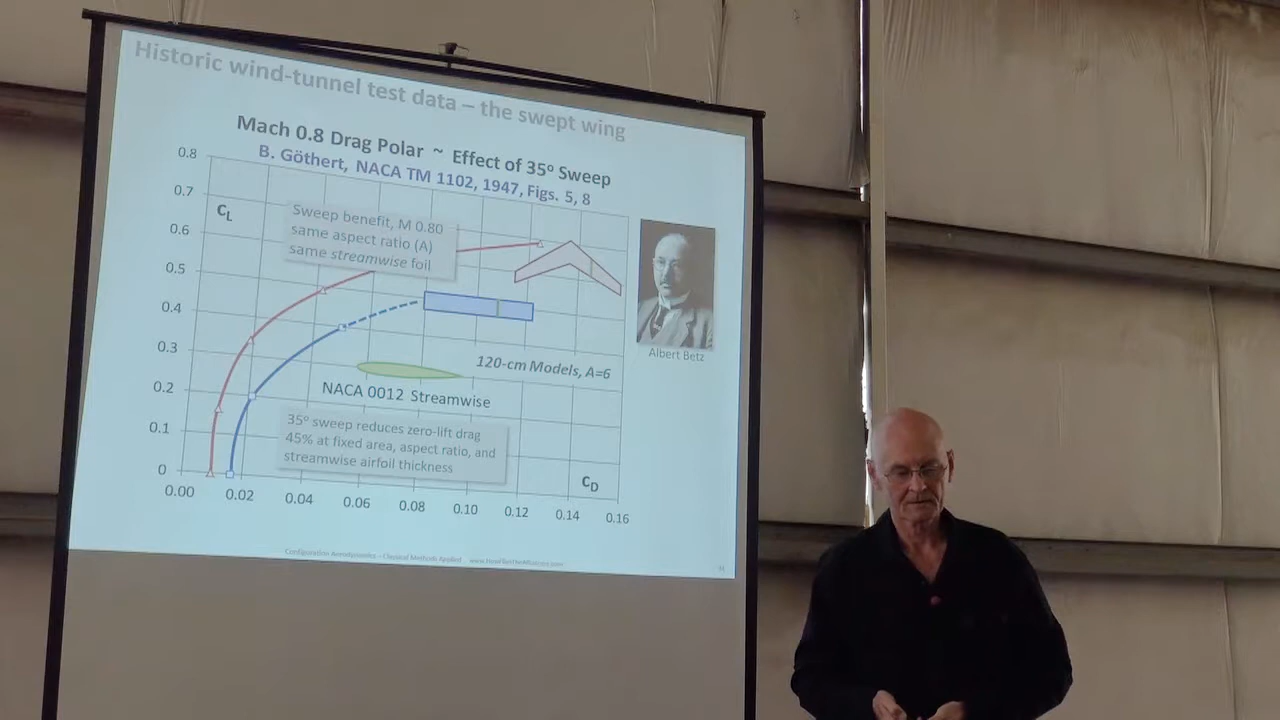 Historic wind-tunnel test data – the swept wing
Mach 0.8 Drag Polar ~ Effect of 35° Sweep
B. Göthert, NACA TM 1102, 1947, Figs. 5, 8
0.8
0.7
0.6
0.5
0.4
0.3
0.2
0.1
0
CL
Sweep benefit, M 0.80
same aspect ratio (A)
same streamwise foil
Albert Betz
120-cm Models, A=6
NACA 0012 Streamwise
35° sweep reduces zero-lift drag
45% at fixed area, aspect ratio, and
streamwise airfoil thickness
CD
0.00 0.02 0.04 0.06 0.08 0.10 0.12 0.14 0.16
Configuration Aerodynamics – Classical Methods Applied